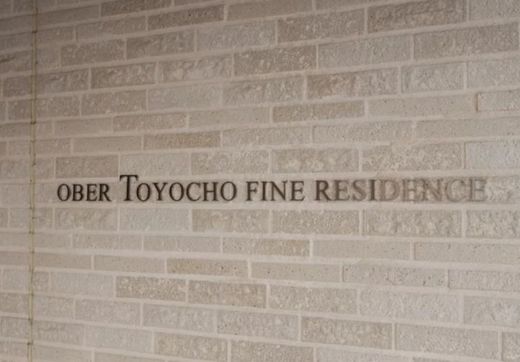 OBER TOYOCHO FINE RESIDENCE